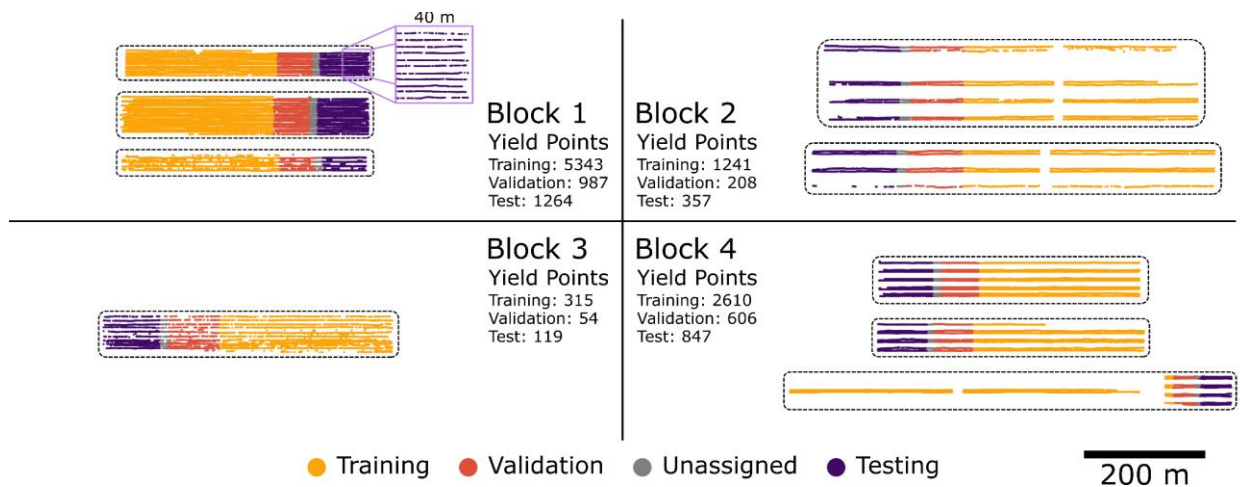 40 m
Block 1
Yield Points
Training: 5343
Validation: 987
Test: 1264
Block 2
Yield Points
Training: 1241
Validation: 208
Test: 357
Block 3
Yield Points
Training: 315
Validation: 54
Test: 119
Block 4
Yield Points
Training: 2610
Validation: 606
Test: 847
Training
Validation
Unassigned
Testing
200 m